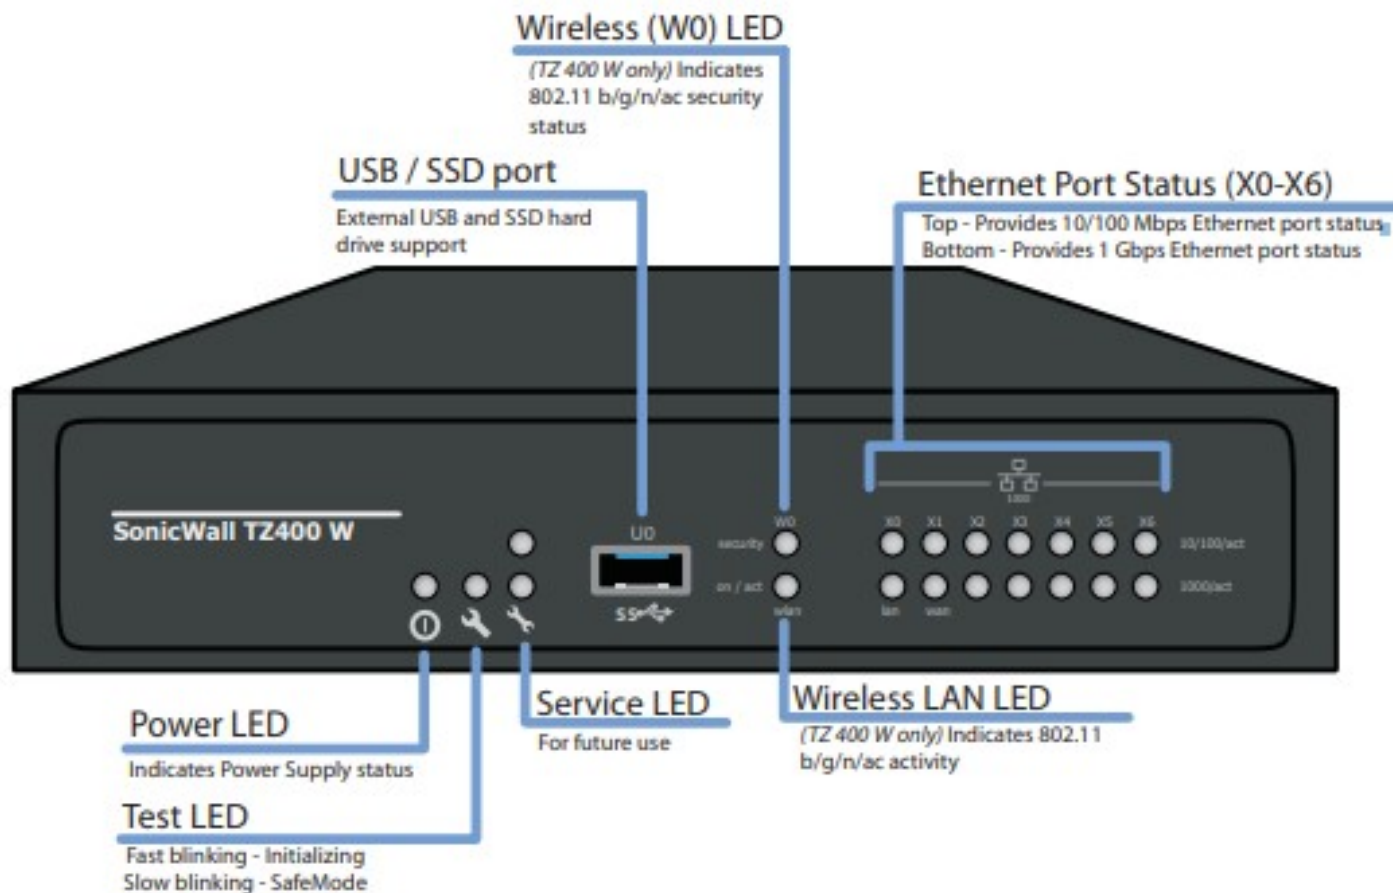 Wireless (W0) LED
(TZ 400 W only) Indicates
802.11 b/g/n/ac security
status
USB / SSD port
External USB and SSD hard
drive support
Ethernet Port Status (X0-X6)
Top - Provides 10/100 Mbps Ethernet port status
Bottom - Provides 1 Gbps Ethernet port status
SonicWall TZ400 W
U0
SS
W0
security
on / act
wlan
1000
X0 X1 X2 X3 X4 X5 X6
10/100/act
1000/act
lan wan
Power LED
Indicates Power Supply status
Test LED
Fast blinking - Initializing
Slow blinking - SafeMode
Service LED
For future use
Wireless LAN LED
(TZ 400 W only) Indicates 802.11
b/g/n/ac activity